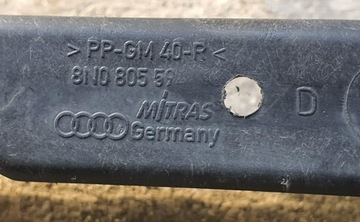 > PP-GM 40-R <
8N0 805 59
MITRAS
D
Germany